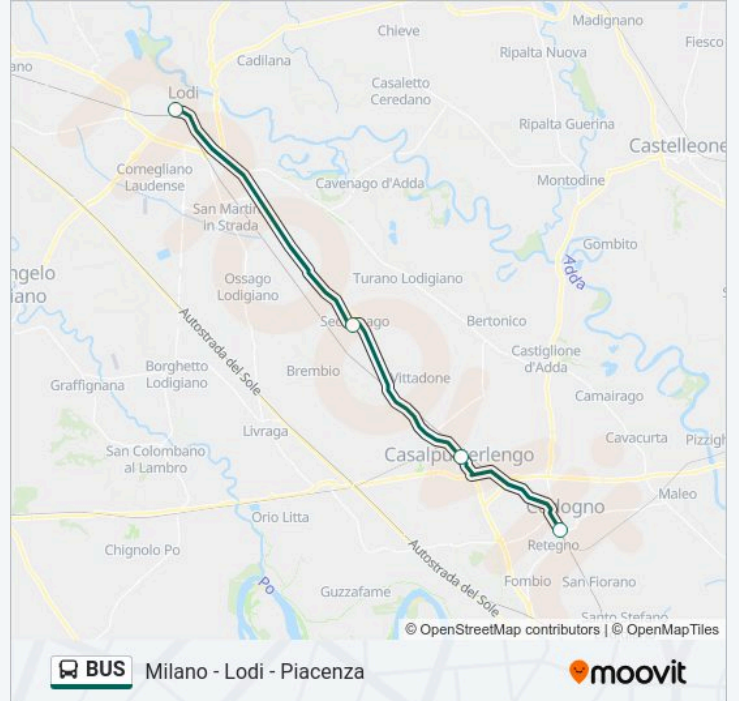 Madignano
Chieve
Fiesco
Ripalta Nuova
ano
Cadilana
Casaletto
Ceredano
Lodi
Ripalta Guerina
Castelleone
Cornegliano
Laudense
Cavenago d'Adda
Montodine
San Martin
in Strada
Gombito
Adda
ngelo
iano
Ossago
Lodigiano
Turano Lodigiano
Autostrada del Sole
Bertonico
Castiglione
d'Adda
Borghetto
Lodigiano
Brembio
Vittadone
Graffignana
Camairago
Livraga
Cavacurta
Pizzigh
San Colombano
al Lambro
Casalpusterlengo
Maleo
Orio Litta
Retegno
Chignolo Po
Autostrada del Sole
Fombio
San Fiorano
Po
Guzzafame
Santo Stefano
© OpenStreetMap contributors | © OpenMapTiles
BUS
Milano - Lodi - Piacenza
moovit